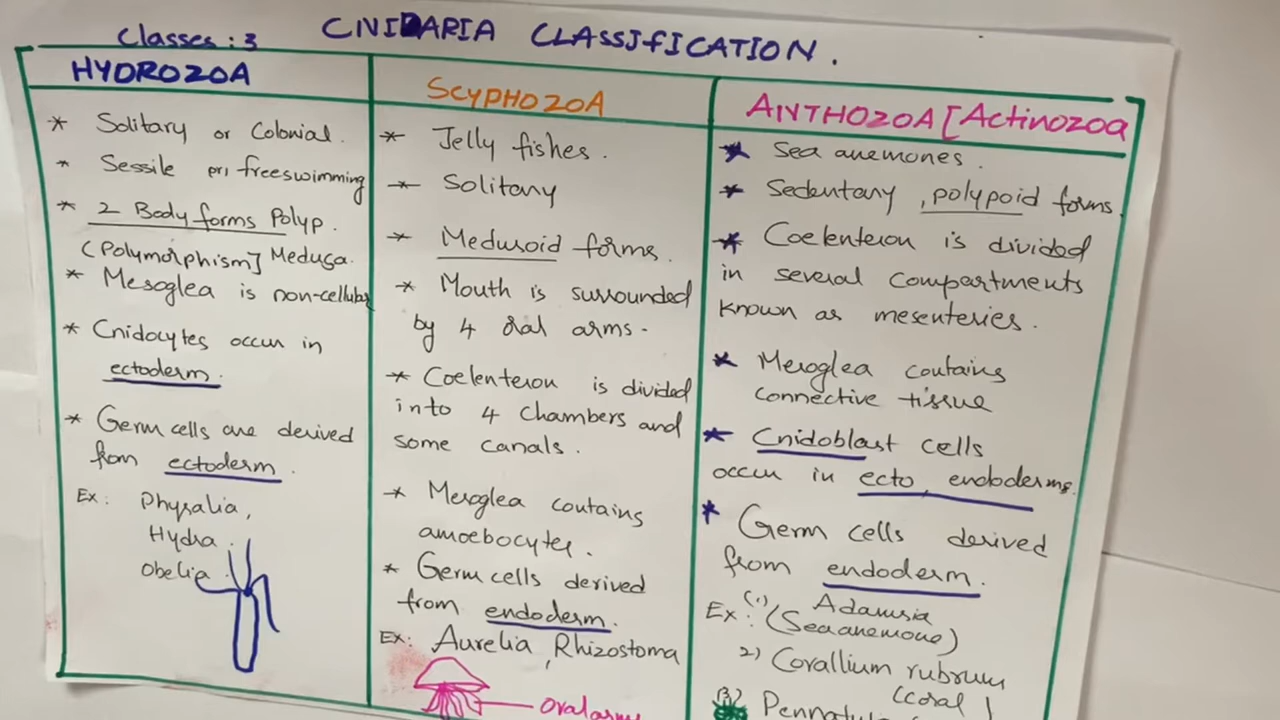 Classes: 3
CNIDARIA CLASSIFICATION.
HYDROZOA
* Solitary or Colonial.
* Sessile or freeswimming
* 2 Body forms Polyp.
(Polymorphism] Medusa.
* Mesoglea is non-cellular
* Cnidocytes occur in
ectoderm.
* Germ cells are derived
from ectoderm.
Ex: Physalia,
Hydra.
Obelia.
SCYPHOZOA
* Jelly fishes.
* Solitary
* Medusoid forms.
* Mouth is surrounded
by 4 oral arms.
* Coelenteron is divided
into 4 chambers and
some canals.
* Mesoglea contains
amoebocytes.
* Germ cells derived
from endoderm.
Ex: Aurelia, Rhizostoma
oral arms
ANTHOZOA [Actinozoa
* Sea anemones.
* Sedentary, polypoid forms.
* Coelenteron is divided
in several compartments
known as mesenteries.
* Mesoglea contains
connective tissue
* Cnidoblast cells
occur in ecto, endoderms.
* Germ cells derived
from endoderm.
Ex: (1) Adamsia
(Sea anemone)
2) Corallium rubrum
(coral)
(3) Pennatula